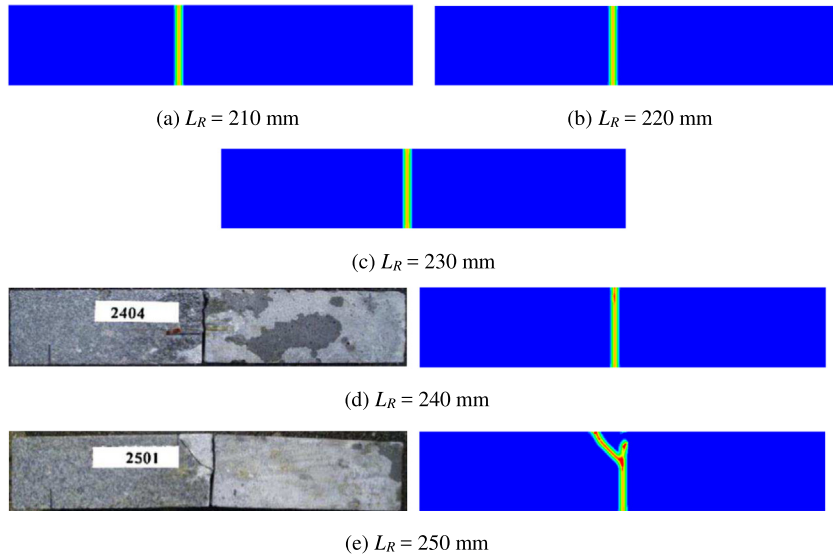 (a) L_R = 210 mm
(b) L_R = 220 mm
(c) L_R = 230 mm
2404
(d) L_R = 240 mm
2501
(e) L_R = 250 mm